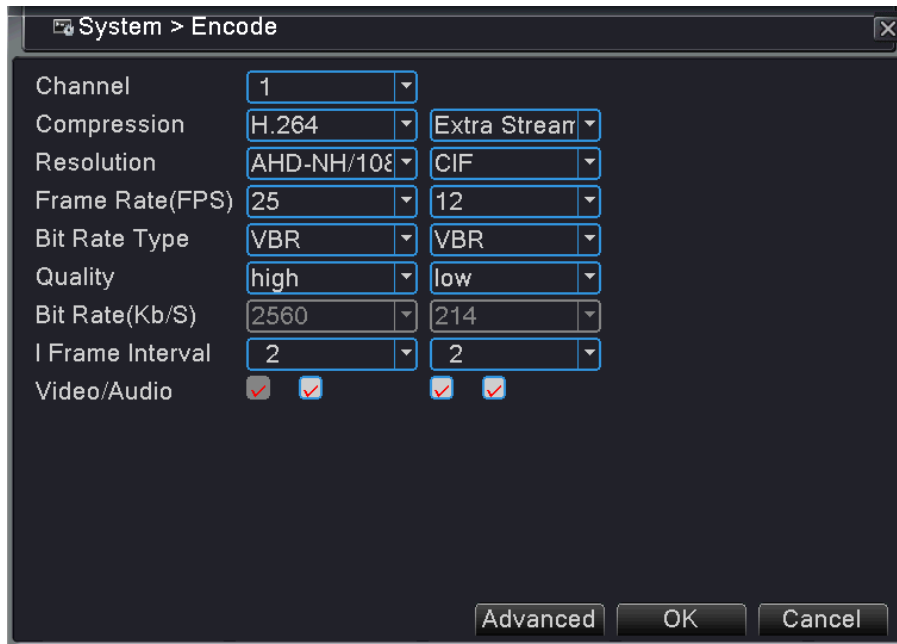 System > Encode
Channel 1
Compression H.264 Extra Stream
Resolution AHD-NH/108 CIF
Frame Rate(FPS) 25 12
Bit Rate Type VBR VBR
Quality high low
Bit Rate(Kb/S) 2560 214
I Frame Interval 2 2
Video/Audio
Advanced OK Cancel